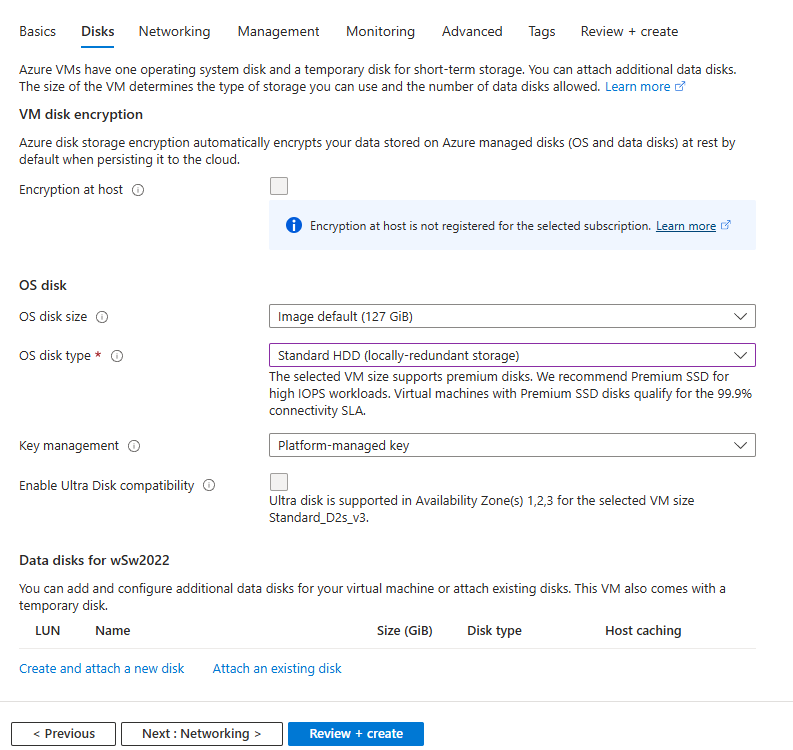 Basics Disks Networking Management Monitoring Advanced Tags Review + create
Azure VMs have one operating system disk and a temporary disk for short-term storage. You can attach additional data disks.
The size of the VM determines the type of storage you can use and the number of data disks allowed. Learn more
VM disk encryption
Azure disk storage encryption automatically encrypts your data stored on Azure managed disks (OS and data disks) at rest by
default when persisting it to the cloud.
Encryption at host
Encryption at host is not registered for the selected subscription. Learn more
OS disk
OS disk size Image default (127 GiB)
OS disk type * Standard HDD (locally-redundant storage)
The selected VM size supports premium disks. We recommend Premium SSD for
high IOPS workloads. Virtual machines with Premium SSD disks qualify for the 99.9%
connectivity SLA.
Key management Platform-managed key
Enable Ultra Disk compatibility
Ultra disk is supported in Availability Zone(s) 1,2,3 for the selected VM size
Standard_D2s_v3.
Data disks for wSw2022
You can add and configure additional data disks for your virtual machine or attach existing disks. This VM also comes with a
temporary disk.
LUN Name Size (GiB) Disk type Host caching
Create and attach a new disk Attach an existing disk
< Previous Next : Networking > Review + create